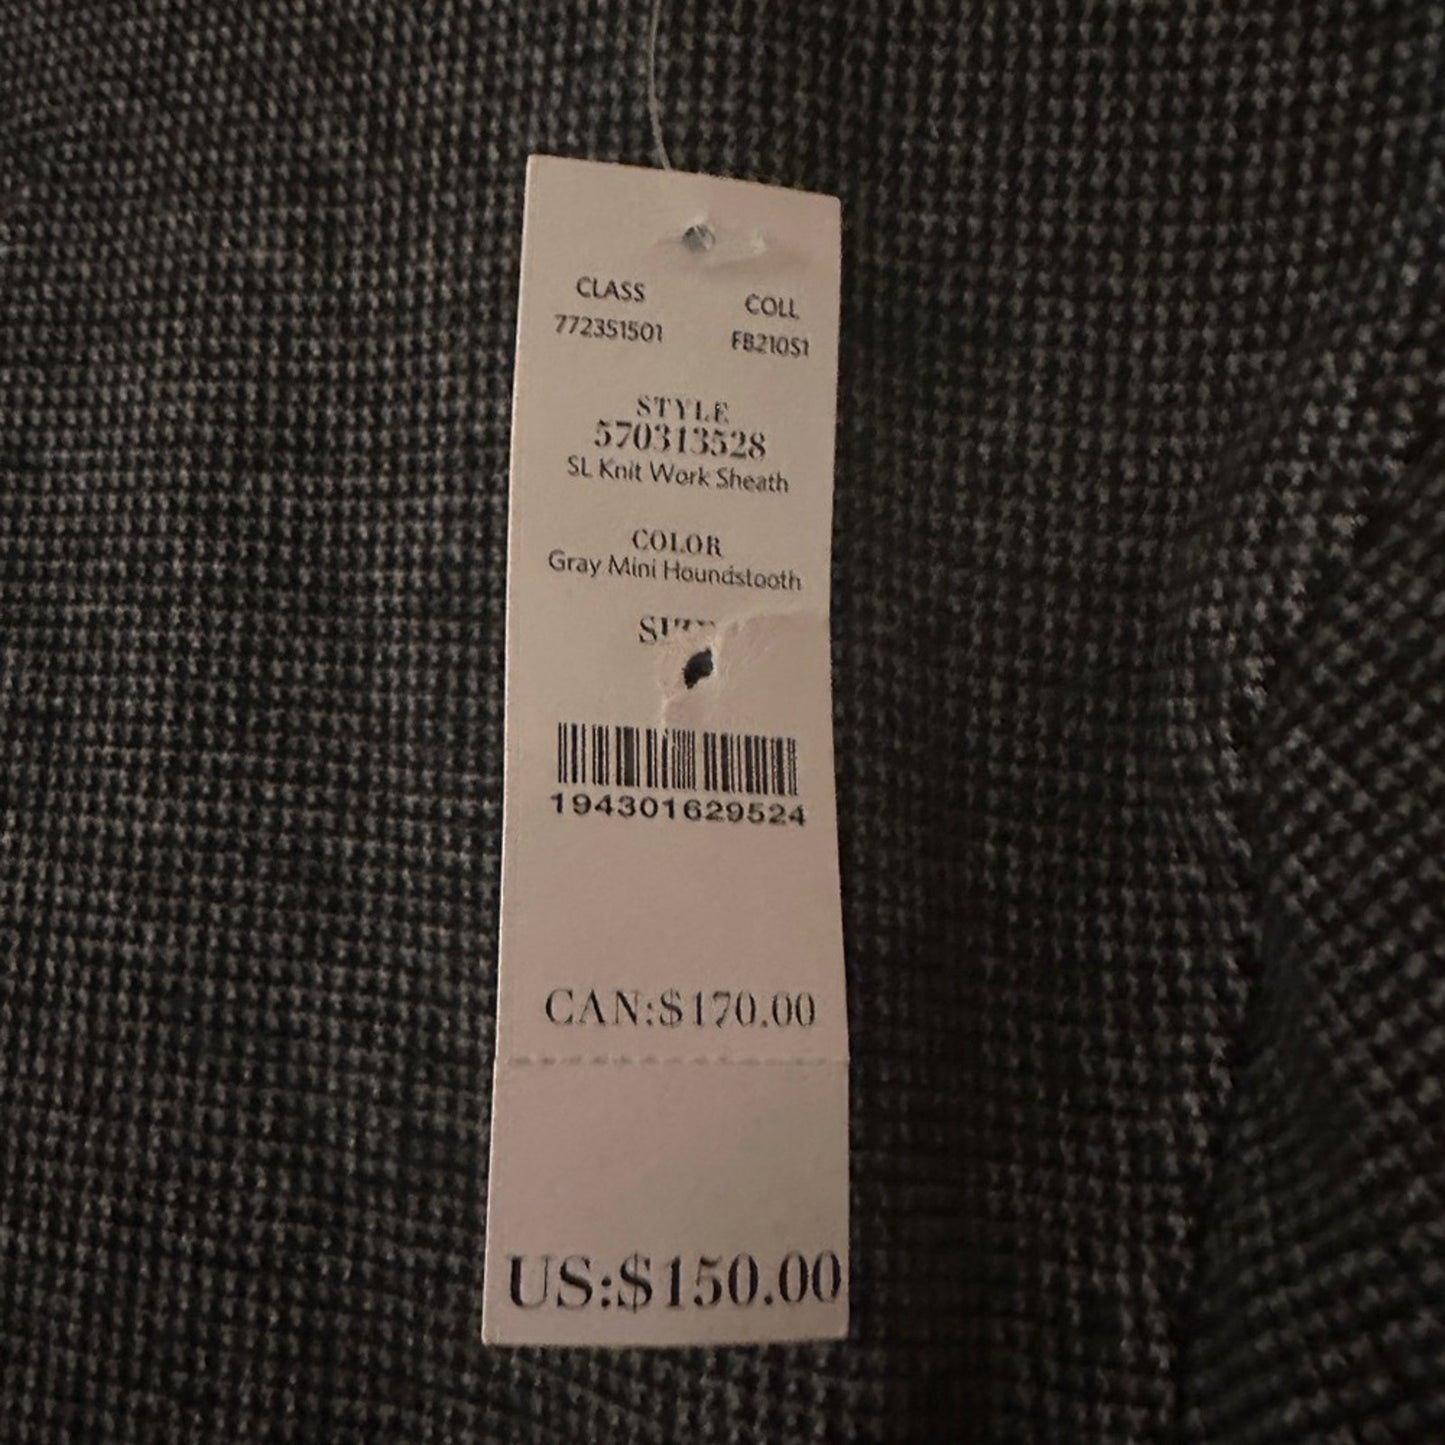 CLASS
772351501
COLL
FB210S1
STYLE
570313528
SL Knit Work Sheath
COLOR
Gray Mini Houndstooth
194301629524
CAN:$170.00
US:$150.00